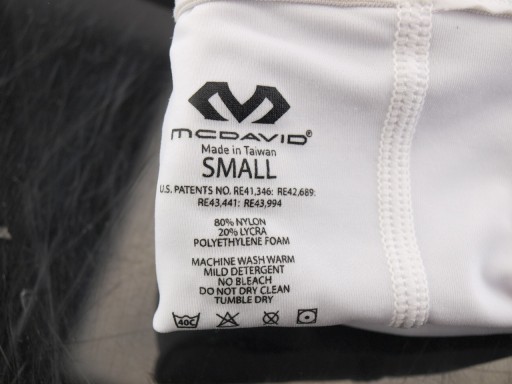 McDAVID®
Made in Taiwan
SMALL
U.S. PATENTS NO. RE41,346: RE42,689:
RE43,441: RE43,994
80% NYLON
20% LYCRA
POLYETHYLENE FOAM
MACHINE WASH WARM
MILD DETERGENT
NO BLEACH
DO NOT DRY CLEAN
TUMBLE DRY
40C